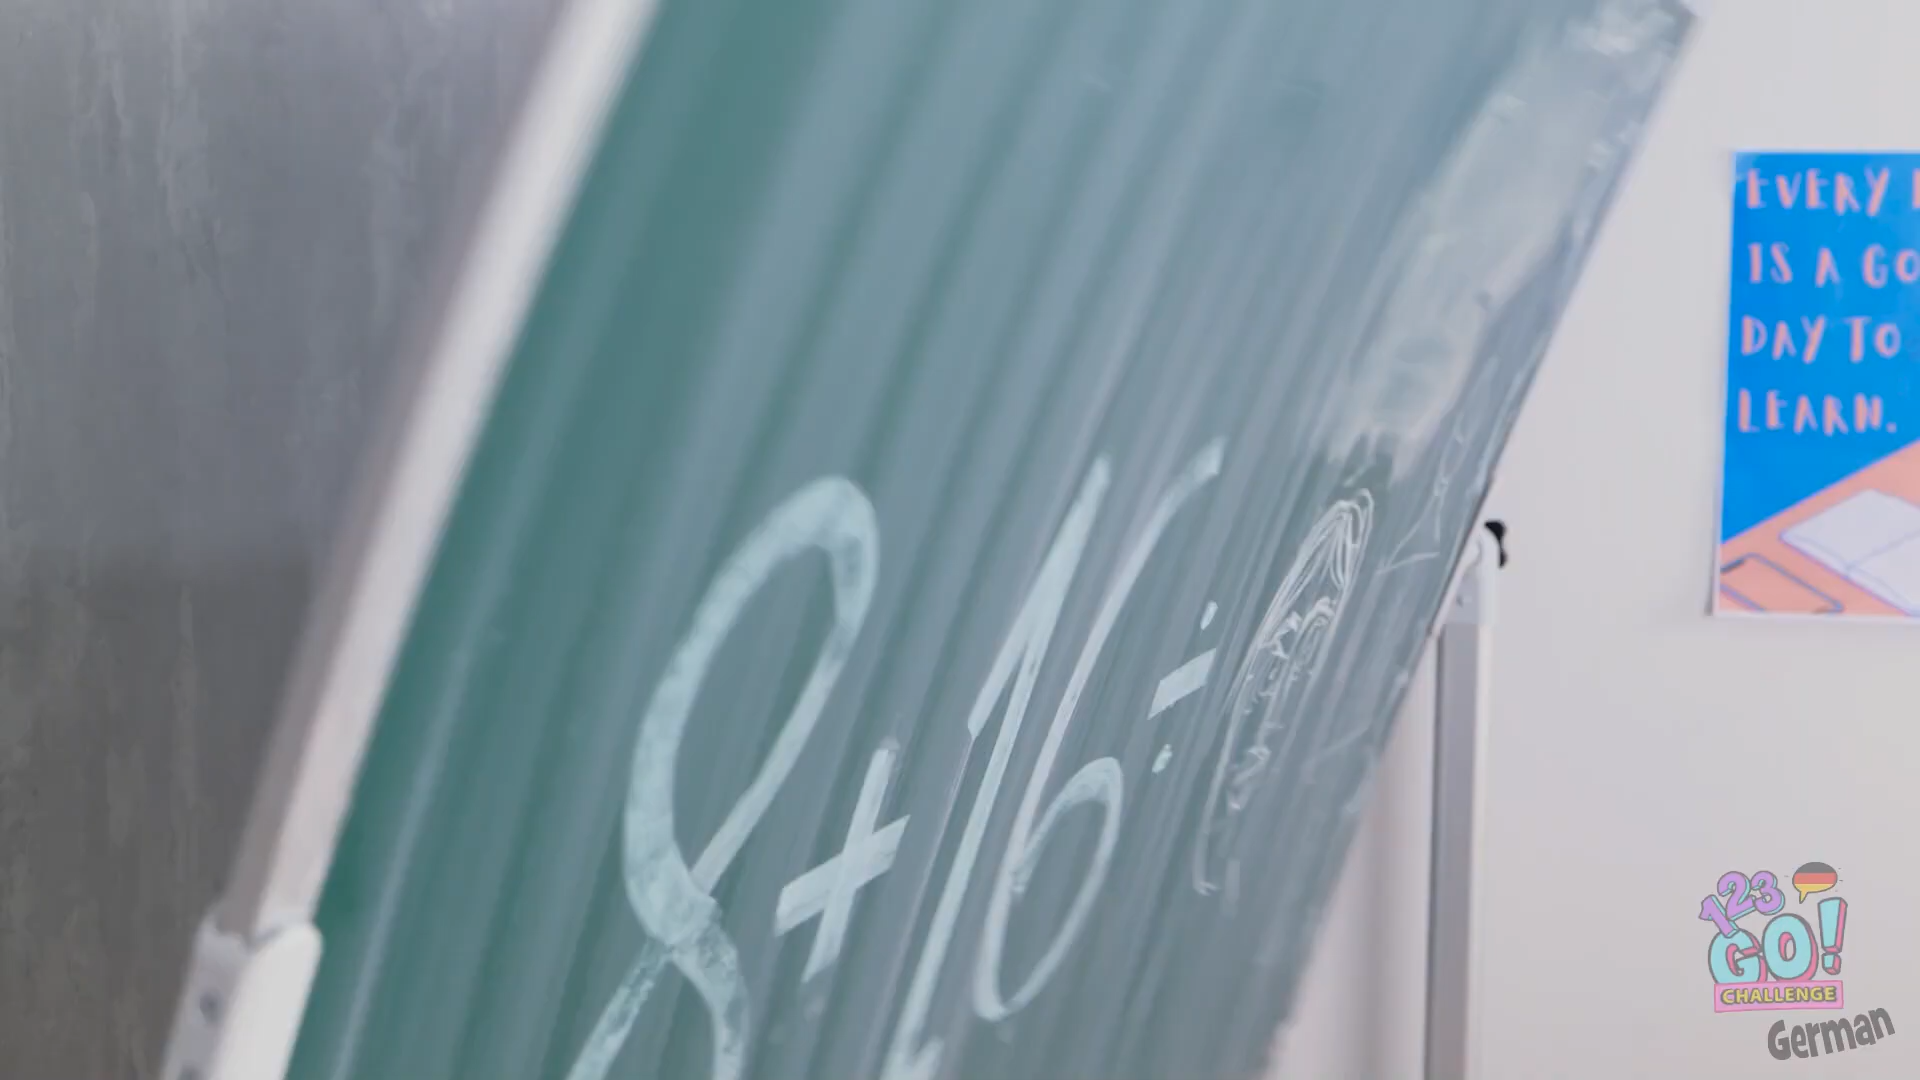 8+16÷
EVERY
IS A GO
DAY TO
LEARN.
123
GO!
CHALLENGE
German